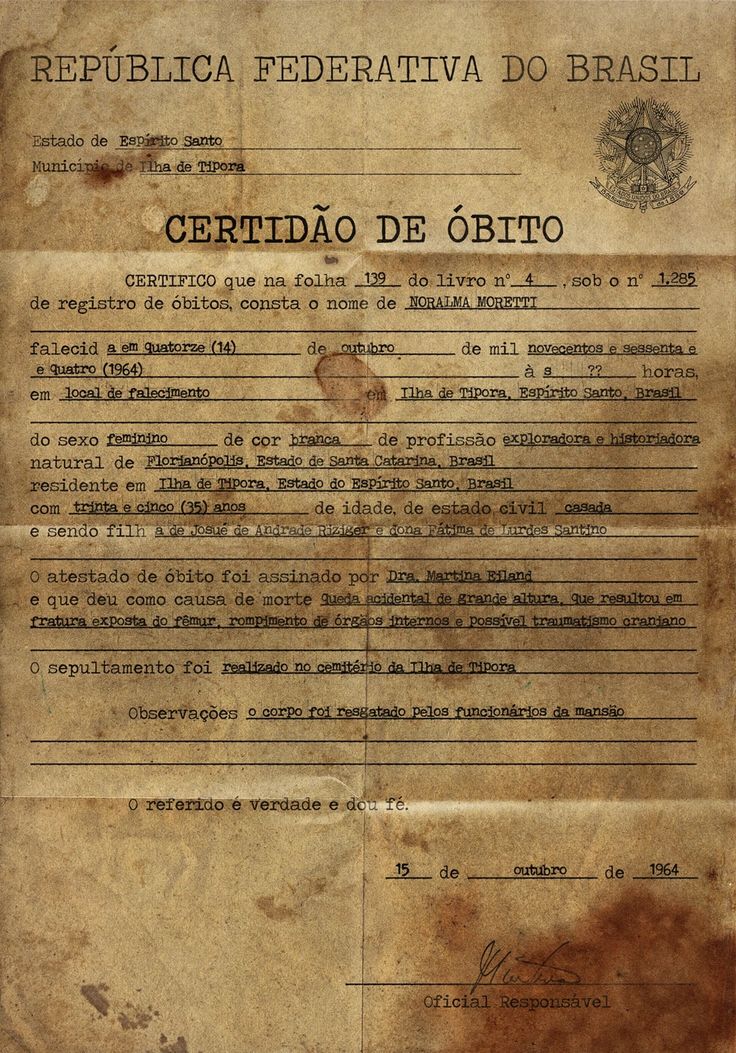 REPÚBLICA FEDERATIVA DO BRASIL
Estado de Espírito Santo
Município de Ilha de Tipora
CERTIDÃO DE ÓBITO
CERTIFICO que na folha 139 do livro nº 4 , sob o nº 1.285
de registro de óbitos, consta o nome de NORALMA MORETTI
falecid a em quatorze (14) de outubro de mil novecentos e sessenta e
e quatro (1964) à s ?? horas,
em local de falecimento em Ilha de Tipora, Espírito Santo, Brasil
do sexo feminino de cor branca de profissão exploradora e historiadora
natural de Florianópolis, Estado de Santa Catarina, Brasil
residente em Ilha de Tipora, Estado do Espírito Santo, Brasil
com trinta e cinco (35) anos de idade, de estado civil casada
e sendo filh a de Josué de Andrade Riziger e dona Fátima de Lurdes Santino
O atestado de óbito foi assinado por Dra. Martina Eiland
e que deu como causa de morte queda acidental de grande altura, que resultou em
fratura exposta do fêmur, rompimento de órgãos internos e possível traumatismo craniano
O sepultamento foi realizado no cemitério da Ilha de Tipora
Observações o corpo foi resgatado pelos funcionários da mansão
O referido é verdade e dou fé.
15 de outubro de 1964
Oficial Responsável